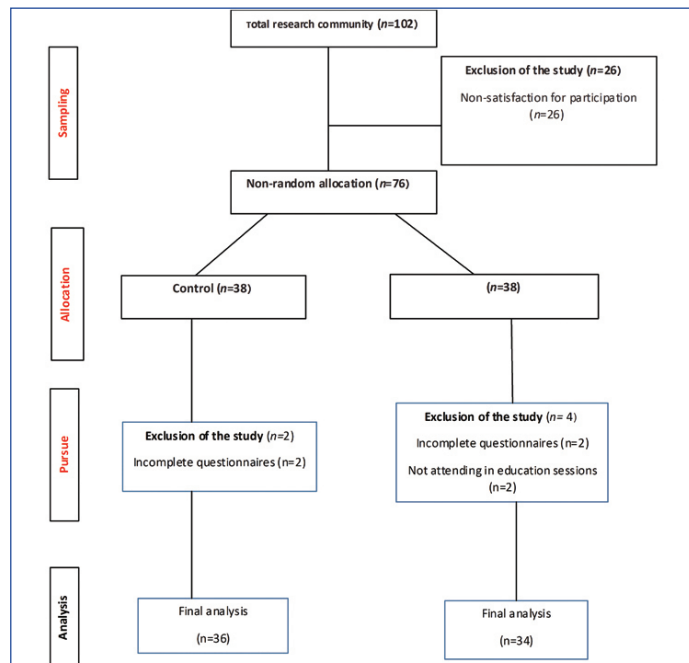 Total research community (n=102)
Sampling
Exclusion of the study (n=26)
Non-satisfaction for participation
(n=26)
Non-random allocation (n=76)
Allocation
Control (n=38)
(n=38)
Pursue
Exclusion of the study (n=2)
Incomplete questionnaires (n=2)
Exclusion of the study (n= 4)
Incomplete questionnaires (n=2)
Not attending in education sessions
(n=2)
Analysis
Final analysis
(n=36)
Final analysis
(n=34)